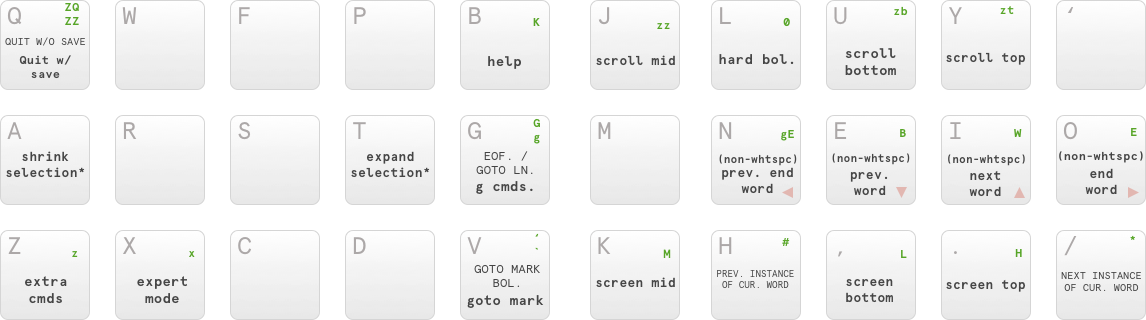 Q ZQ
ZZ
QUIT W/O SAVE
Quit w/
save
W
F
P
B K
help
J zz
scroll mid
L 0
hard bol.
U zb
scroll
bottom
Y zt
scroll top
‘
A
shrink
selection*
R
S
T
expand
selection*
G G
g
EOF. /
GOTO LN.
g cmds.
M
N gE
(non-whtspc)
prev. end
word
E B
(non-whtspc)
prev.
word
I W
(non-whtspc)
next
word
O E
(non-whtspc)
end
word
Z z
extra
cmds
X x
expert
mode
C
D
V
GOTO MARK
BOL.
goto mark
K M
screen mid
H #
PREV. INSTANCE
OF CUR. WORD
, L
screen
bottom
. H
screen top
/ *
NEXT INSTANCE
OF CUR. WORD